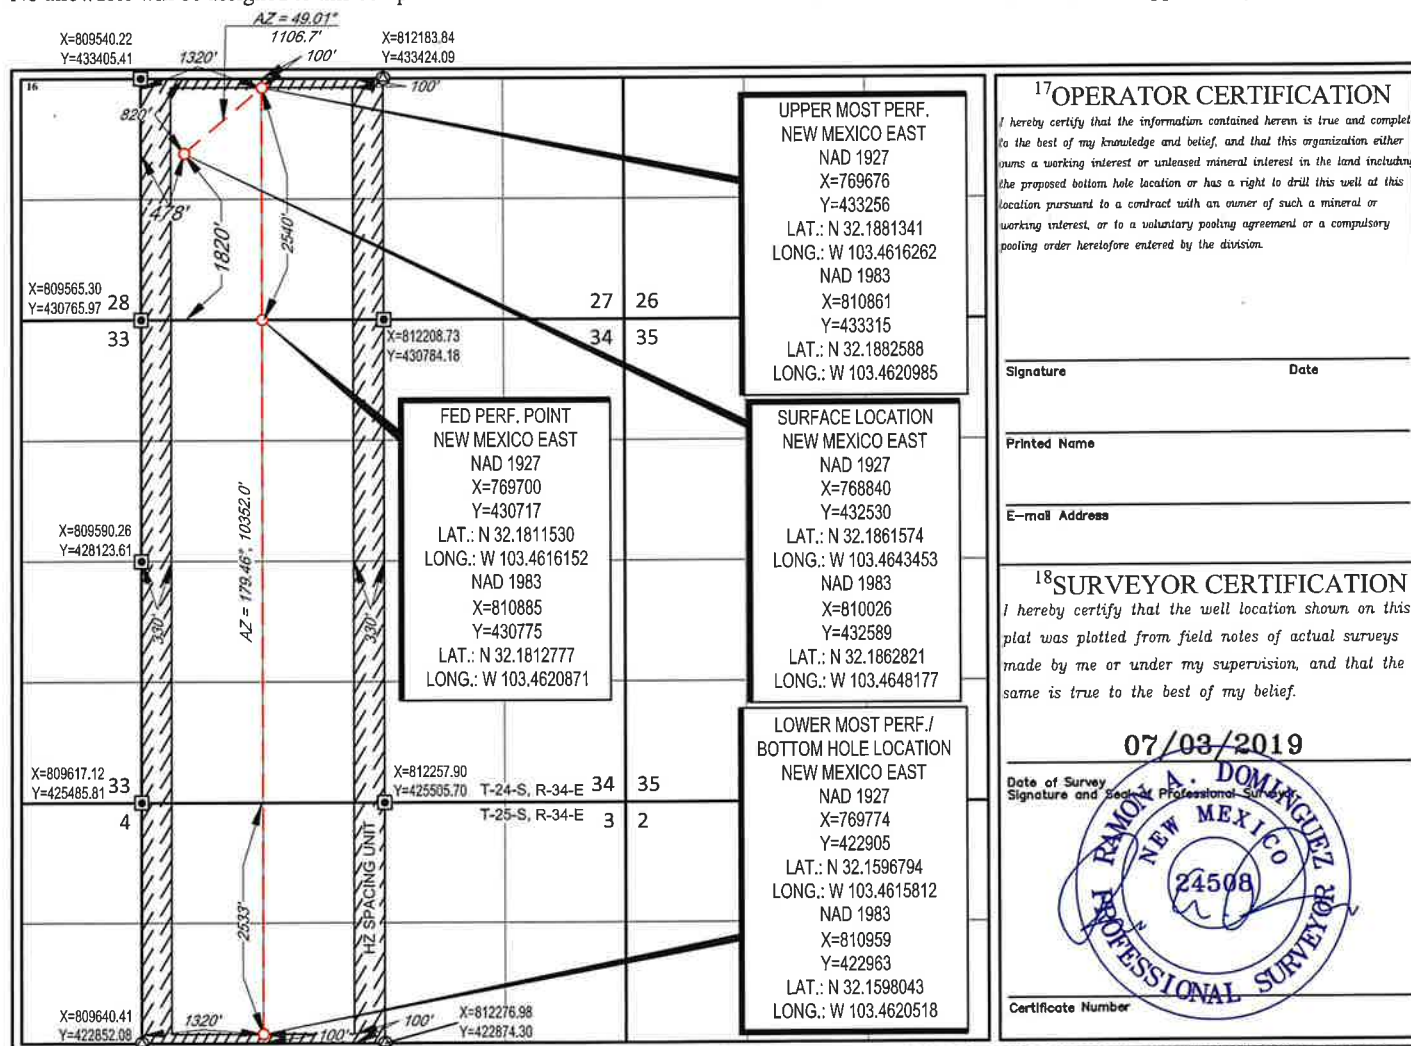 AZ = 49.01°
1106.7'
X=809540.22
Y=433405.41
1320'
100'
X=812183.84
Y=433424.09
100'
16
820'
478'
1820'
2540'
X=809565.30
Y=430765.97
28
33
27
26
34
35
X=812208.73
Y=430784.18
UPPER MOST PERF.
NEW MEXICO EAST
NAD 1927
X=769676
Y=433256
LAT.: N 32.1881341
LONG.: W 103.4616262
NAD 1983
X=810861
Y=433315
LAT.: N 32.1882588
LONG.: W 103.4620985
FED PERF. POINT
NEW MEXICO EAST
NAD 1927
X=769700
Y=430717
LAT.: N 32.1811530
LONG.: W 103.4616152
NAD 1983
X=810885
Y=430775
LAT.: N 32.1812777
LONG.: W 103.4620871
SURFACE LOCATION
NEW MEXICO EAST
NAD 1927
X=768840
Y=432530
LAT.: N 32.1861574
LONG.: W 103.4643453
NAD 1983
X=810026
Y=432589
LAT.: N 32.1862821
LONG.: W 103.4648177
X=809590.26
Y=428123.61
AZ = 179.46°, 10352.0'
330'
330'
X=809617.12
Y=425485.81
33
4
X=812257.90
Y=425505.70
T-24-S, R-34-E
34
35
T-25-S, R-34-E
3
2
LOWER MOST PERF./
BOTTOM HOLE LOCATION
NEW MEXICO EAST
NAD 1927
X=769774
Y=422905
LAT.: N 32.1596794
LONG.: W 103.4615812
NAD 1983
X=810959
Y=422963
LAT.: N 32.1598043
LONG.: W 103.4620518
HZ SPACING UNIT
2533'
X=809640.41
Y=422852.08
1320'
100'
100'
X=812276.98
Y=422874.30
17 OPERATOR CERTIFICATION
I hereby certify that the information contained herein is true and complet
to the best of my knowledge and belief, and that this organization either
owns a working interest or unleased mineral interest in the land including
the proposed bottom hole location or has a right to drill this well at this
location pursuant to a contract with an owner of such a mineral or
working interest, or to a voluntary pooling agreement or a compulsory
pooling order heretofore entered by the division.
Signature
Date
Printed Name
E-mail Address
18 SURVEYOR CERTIFICATION
I hereby certify that the well location shown on this
plat was plotted from field notes of actual surveys
made by me or under my supervision, and that the
same is true to the best of my belief.
07/03/2019
Date of Survey
Signature and Seal of Professional Surveyor:
RAMON A. DOMINGUEZ
NEW MEXICO
24508
PROFESSIONAL SURVEYOR
Certificate Number